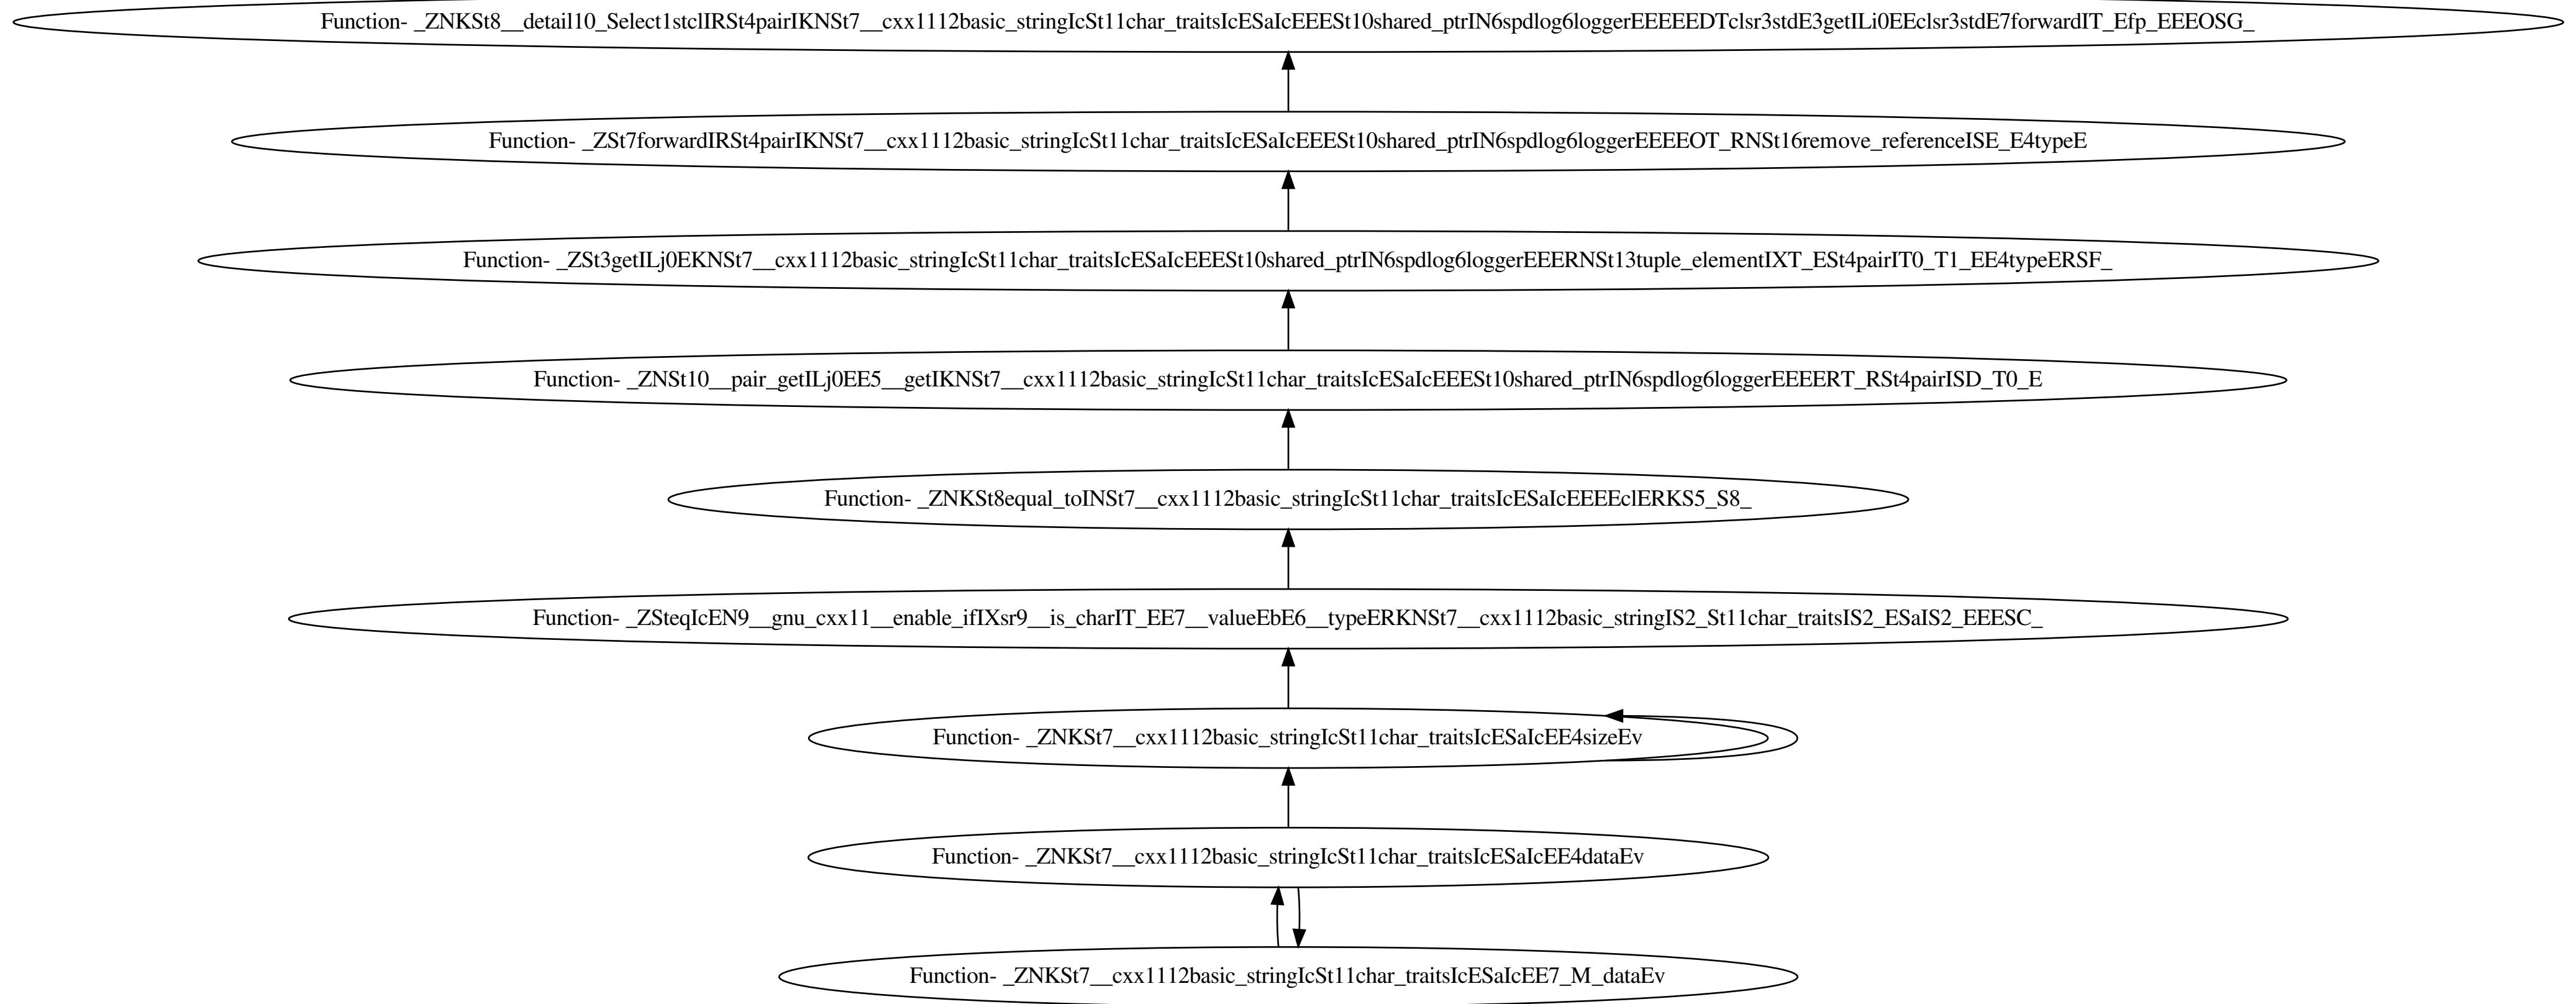 Function- _ZNKSt8__detail10_Select1stclIRSt4pairIKNSt7__cxx1112basic_stringIcSt11char_traitsIcESaIcEEESt10shared_ptrIN6spdlog6loggerEEEEEDTclsr3stdE3getILi0EEclsr3stdE7forwardIT_Efp_EEEOSG_
Function- _ZSt7forwardIRSt4pairIKNSt7__cxx1112basic_stringIcSt11char_traitsIcESaIcEEESt10shared_ptrIN6spdlog6loggerEEEEOT_RNSt16remove_referenceISE_E4typeE
Function- _ZSt3getILj0EKNSt7__cxx1112basic_stringIcSt11char_traitsIcESaIcEEESt10shared_ptrIN6spdlog6loggerEEERNSt13tuple_elementIXT_ESt4pairIT0_T1_EE4typeERSF_
Function- _ZNSt10__pair_getILj0EE5__getIKNSt7__cxx1112basic_stringIcSt11char_traitsIcESaIcEEESt10shared_ptrIN6spdlog6loggerEEEERT_RSt4pairISD_T0_E
Function- _ZNKSt8equal_toINSt7__cxx1112basic_stringIcSt11char_traitsIcESaIcEEEEclERKS5_S8_
Function- _ZSteqIcEN9__gnu_cxx11__enable_ifIXsr9__is_charIT_EE7__valueEbE6__typeERKNSt7__cxx1112basic_stringIS2_St11char_traitsIS2_ESaIS2_EEESC_
Function- _ZNKSt7__cxx1112basic_stringIcSt11char_traitsIcESaIcEE4sizeEv
Function- _ZNKSt7__cxx1112basic_stringIcSt11char_traitsIcESaIcEE4dataEv
Function- _ZNKSt7__cxx1112basic_stringIcSt11char_traitsIcESaIcEE7_M_dataEv